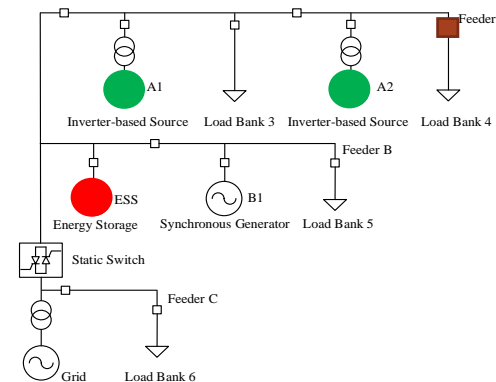 Feeder
A1
A2
Inverter-based Source
Load Bank 3
Inverter-based Source
Load Bank 4
Feeder B
ESS
B1
Energy Storage
Synchronous Generator
Load Bank 5
Static Switch
Feeder C
Grid
Load Bank 6